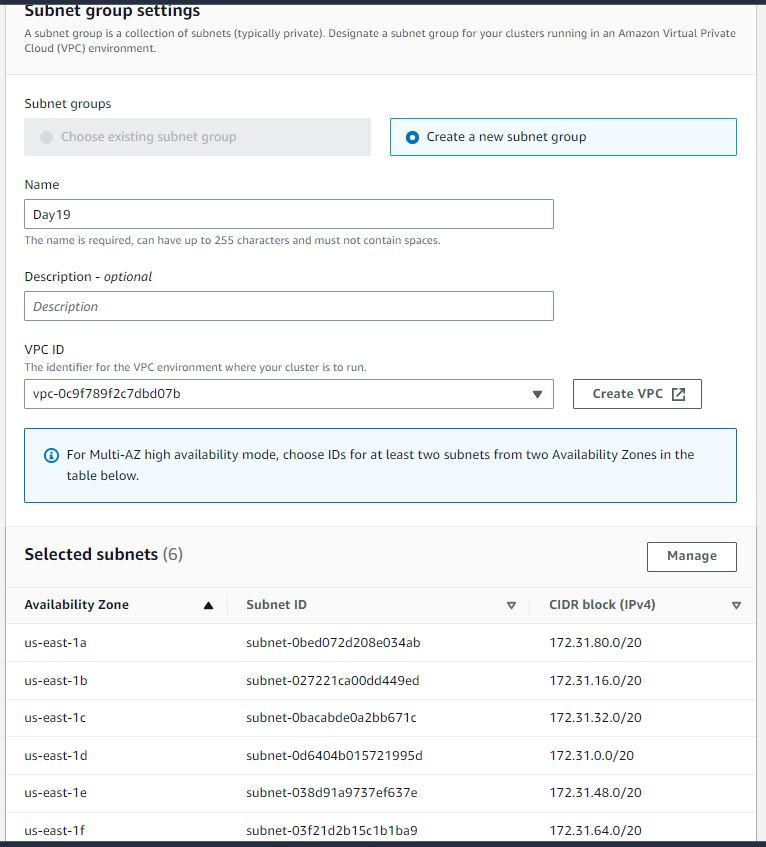 Subnet group settings
A subnet group is a collection of subnets (typically private). Designate a subnet group for your clusters running in an Amazon Virtual Private
Cloud (VPC) environment.
Subnet groups
Choose existing subnet group
Create a new subnet group
Name
Day19
The name is required, can have up to 255 characters and must not contain spaces.
Description - optional
Description
VPC ID
The identifier for the VPC environment where your cluster is to run.
vpc-0c9f789f2c7dbd07b
Create VPC
For Multi-AZ high availability mode, choose IDs for at least two subnets from two Availability Zones in the
table below.
Selected subnets (6)
Manage
Availability Zone Subnet ID CIDR block (IPv4)
us-east-1a subnet-0bed072d208e034ab 172.31.80.0/20
us-east-1b subnet-027221ca00dd449ed 172.31.16.0/20
us-east-1c subnet-0bacabde0a2bb671c 172.31.32.0/20
us-east-1d subnet-0d6404b015721995d 172.31.0.0/20
us-east-1e subnet-038d91a9737ef637e 172.31.48.0/20
us-east-1f subnet-03f21d2b15c1b1ba9 172.31.64.0/20